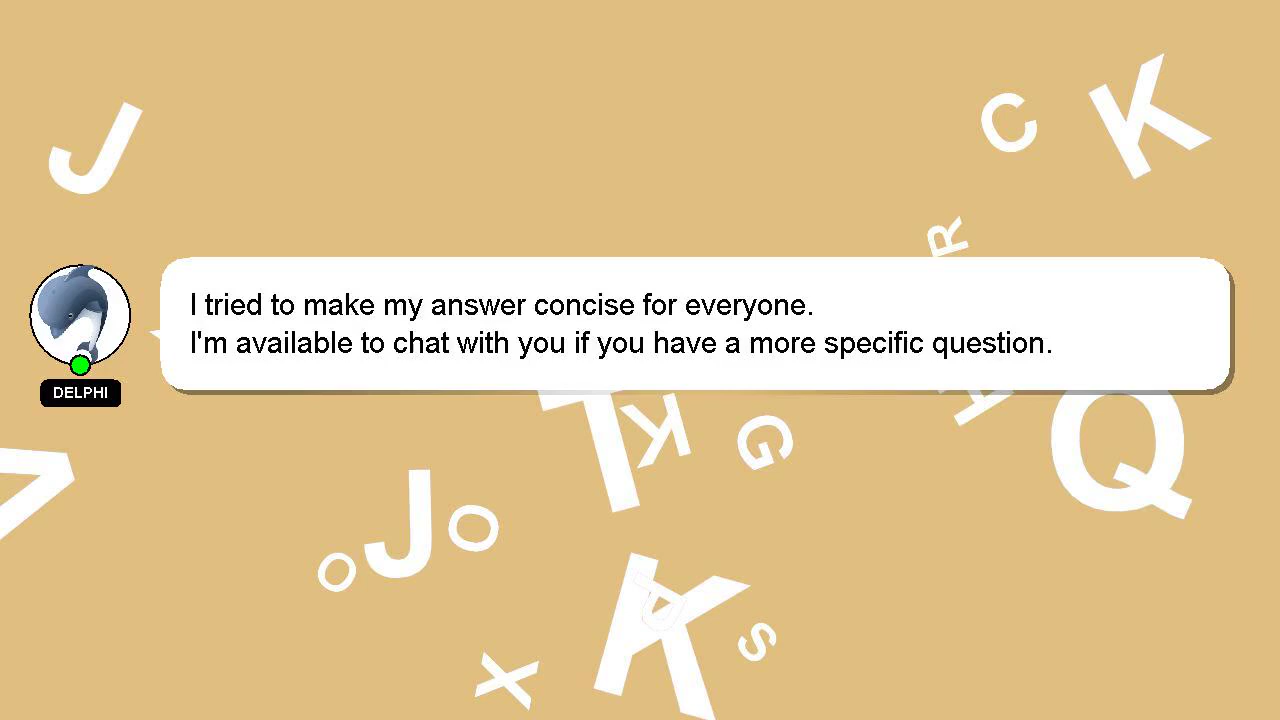 J
C
K
R
I tried to make my answer concise for everyone.
I'm available to chat with you if you have a more specific question.
DELPHI
T
K
G
Q
J
O
O
K
P
S
X